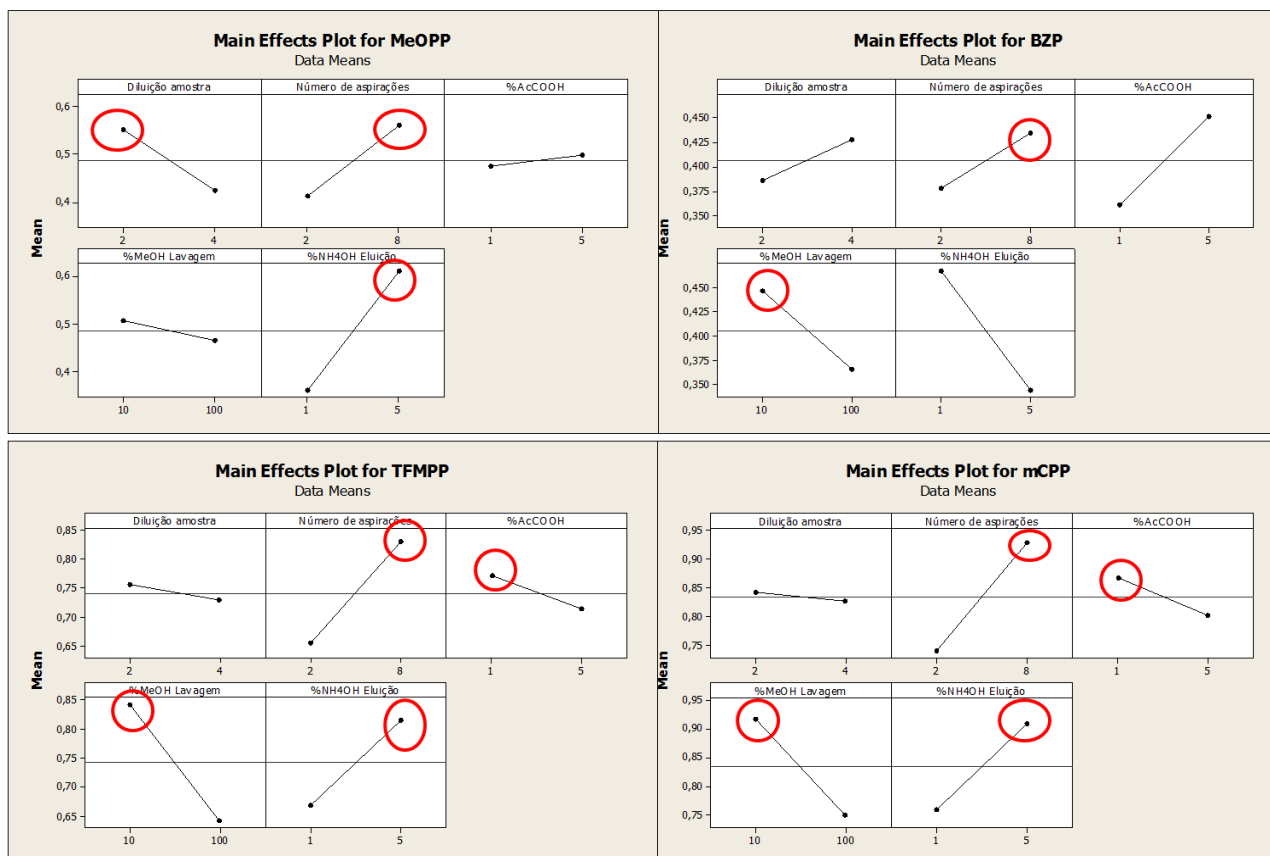 Main Effects Plot for MeOPP
Data Means
Diluição amostra Número de aspirações %AcCOOH
0,6
0,5
0,4
2 4 2 8 1 5
%MeOH Lavagem %NH4OH Eluição
0,6
0,5
0,4
10 100 1 5
Mean
Main Effects Plot for BZP
Data Means
Diluição amostra Número de aspirações %AcCOOH
0,450
0,425
0,400
0,375
0,350
2 4 2 8 1 5
%MeOH Lavagem %NH4OH Eluição
0,450
0,425
0,400
0,375
0,350
10 100 1 5
Mean
Main Effects Plot for TFMPP
Data Means
Diluição amostra Número de aspirações %AcCOOH
0,85
0,80
0,75
0,70
0,65
2 4 2 8 1 5
%MeOH Lavagem %NH4OH Eluição
0,85
0,80
0,75
0,70
0,65
10 100 1 5
Mean
Main Effects Plot for mCPP
Data Means
Diluição amostra Número de aspirações %AcCOOH
0,95
0,90
0,85
0,80
0,75
2 4 2 8 1 5
%MeOH Lavagem %NH4OH Eluição
0,95
0,90
0,85
0,80
0,75
10 100 1 5
Mean